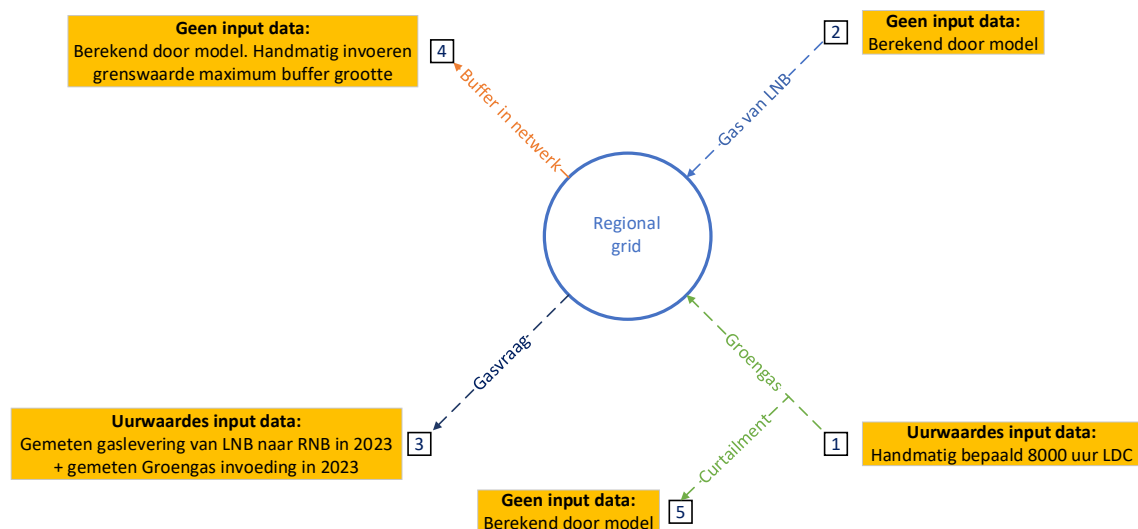 Geen input data:
Berekend door model. Handmatig invoeren
grenswaarde maximum buffer grootte
4
2
Geen input data:
Berekend door model
Buffer in netwerk
Gas van LNB
Regional
grid
Gasvraag
Groengas
Uurwaardes input data:
Gemeten gaslevering van LNB naar RNB in 2023
+ gemeten Groengas invoeding in 2023
3
Curtailment
1
Uurwaardes input data:
Handmatig bepaald 8000 uur LDC
Geen input data:
Berekend door model
5